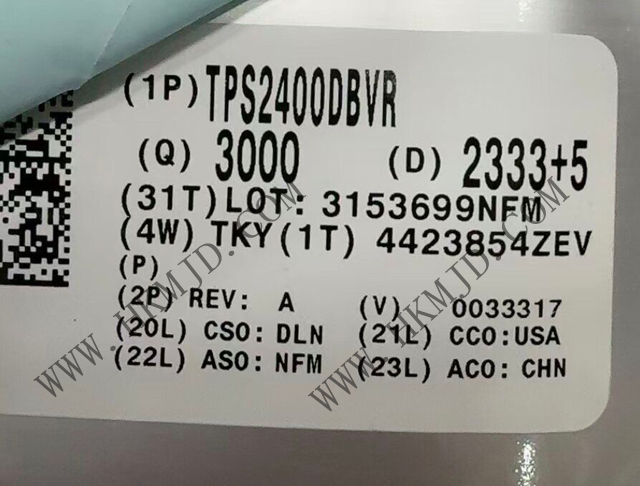 (1P) TPS2400DBVR
(Q) 3000 (D) 2333+5
(31T)LOT: 3153699NFM
(4W) TKY(1T) 4423854ZEV
(P)
(2P) REV: A (V) 0033317
(20L) CSO: DLN (21L) CCO:USA
(22L) ASO: NFM (23L) ACO: CHN
WWW.HKMJD.COM
WWW.HKMJD.COM